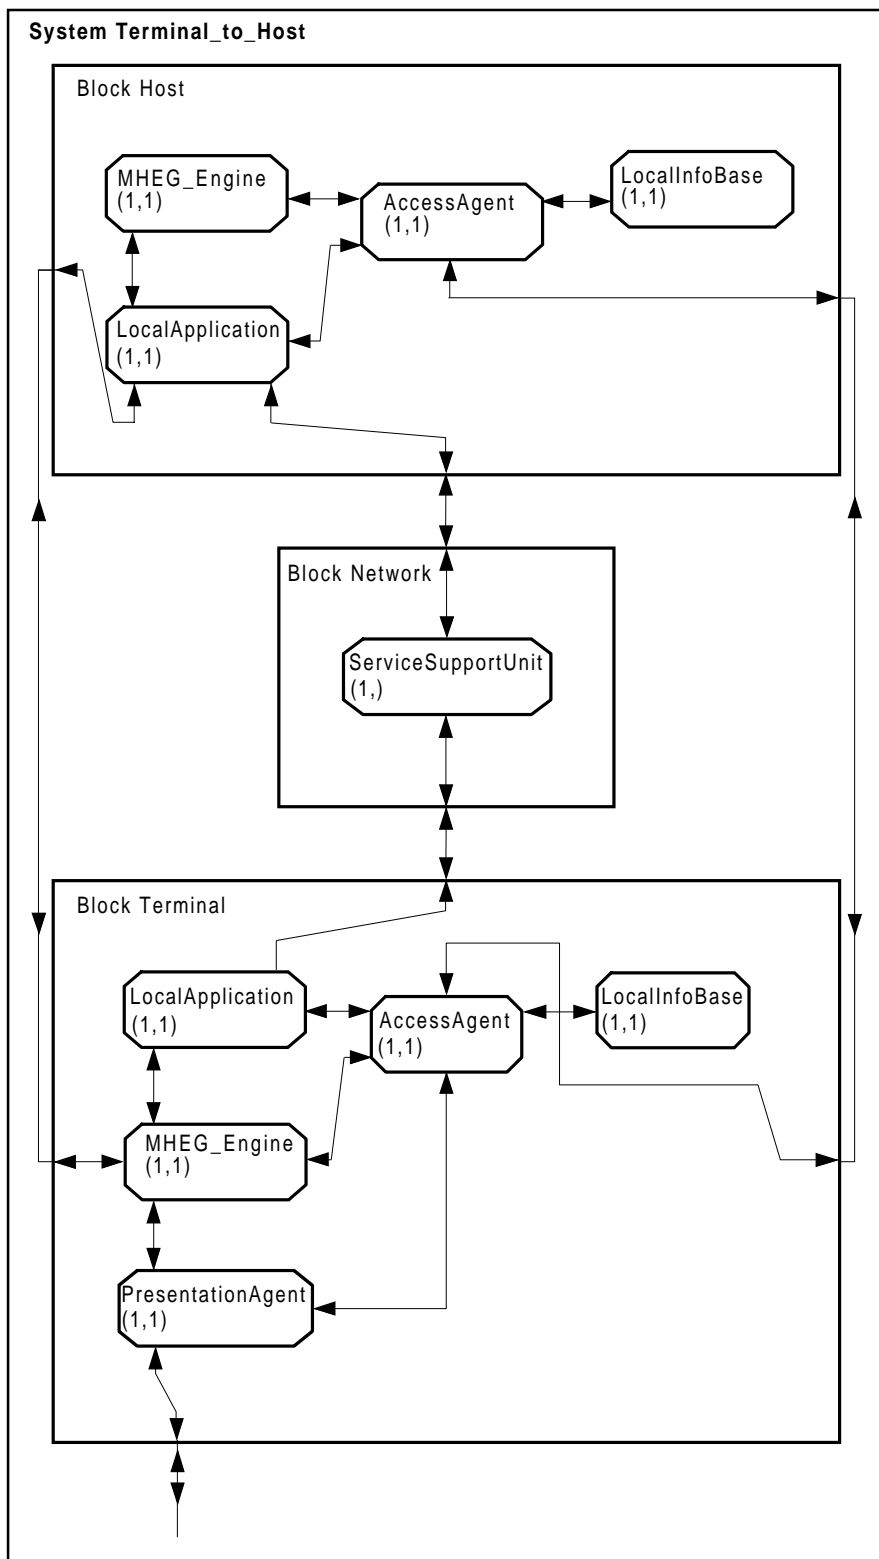 System Terminal_to_Host
Block Host
MHEG_Engine
(1,1)
AccessAgent
(1,1)
LocalInfoBase
(1,1)
LocalApplication
(1,1)
Block Network
ServiceSupportUnit
(1,)
Block Terminal
LocalApplication
(1,1)
AccessAgent
(1,1)
LocalInfoBase
(1,1)
MHEG_Engine
(1,1)
PresentationAgent
(1,1)